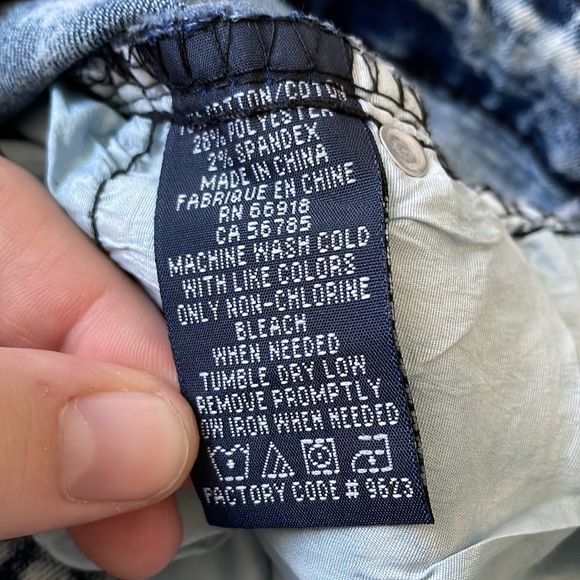 COTTON/COTON
20% POLYESTER
2% SPANDEX
MADE IN CHINA
FABRIQUE EN CHINE
RN 66918
CA 56785
MACHINE WASH COLD
WITH LIKE COLORS
ONLY NON-CHLORINE
BLEACH
WHEN NEEDED
TUMBLE DRY LOW
REMOVE PROMPTLY
OW IRON WHEN NEEDED
FACTORY CODE # 9623